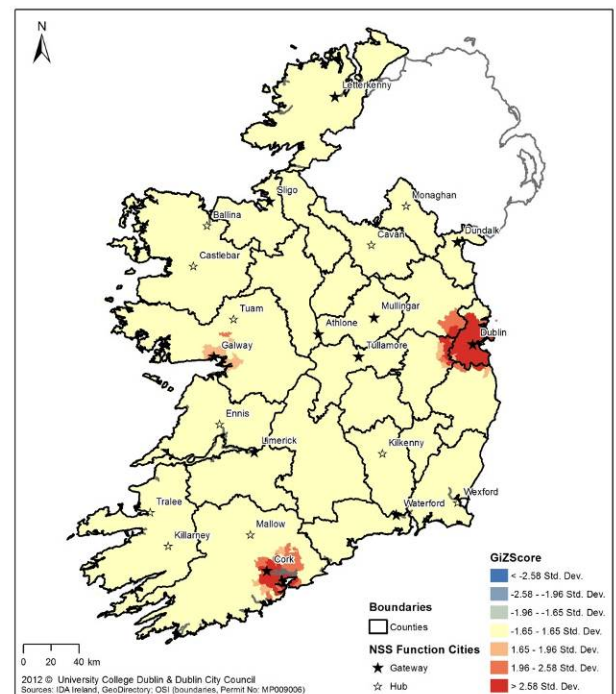 N
Letterkenny
Sligo
Monaghan
Ballina
Cavan
Dundalk
Castlebar
Tuam
Mullingar
Athlone
Dublin
Galway
Tullamore
Ennis
Limerick
Kilkenny
Wexford
Tralee
Waterford
Killarney
Mallow
Cork
GiZScore
< -2.58 Std. Dev.
-2.58 - -1.96 Std. Dev.
-1.96 - -1.65 Std. Dev.
-1.65 - 1.65 Std. Dev.
1.65 - 1.96 Std. Dev.
1.96 - 2.58 Std. Dev.
> 2.58 Std. Dev.
Boundaries
Counties
NSS Function Cities
Gateway
Hub
0 20 40
km
2012 © University College Dublin & Dublin City Council
Sources: IDA Ireland, GeoDirectory; OSI (boundaries, Permit No: MP009006)